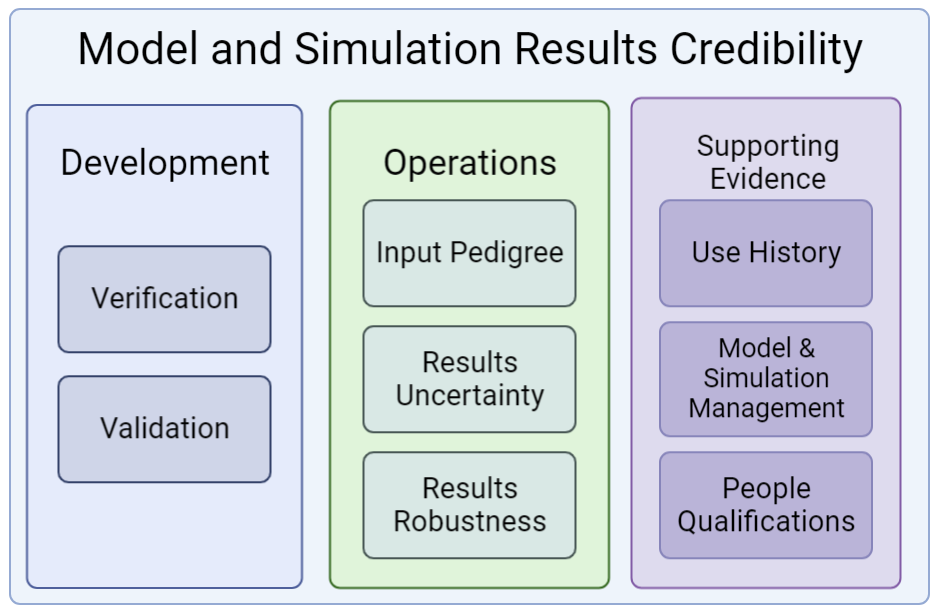 Model and Simulation Results Credibility
Development
Verification
Validation
Operations
Input Pedigree
Results
Uncertainty
Results
Robustness
Supporting
Evidence
Use History
Model &
Simulation
Management
People
Qualifications